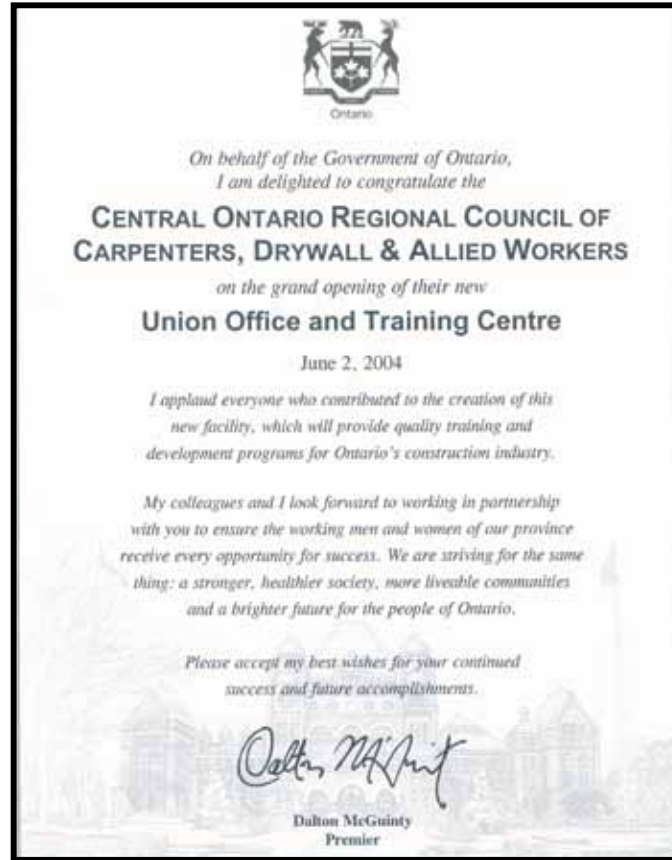 Ontario
On behalf of the Government of Ontario,
I am delighted to congratulate the
CENTRAL ONTARIO REGIONAL COUNCIL OF
CARPENTERS, DRYWALL & ALLIED WORKERS
on the grand opening of their new
Union Office and Training Centre
June 2, 2004
I applaud everyone who contributed to the creation of this
new facility, which will provide quality training and
development programs for Ontario's construction industry.
My colleagues and I look forward to working in partnership
with you to ensure the working men and women of our province
receive every opportunity for success. We are striving for the same
thing: a stronger, healthier society, more liveable communities
and a brighter future for the people of Ontario.
Please accept my best wishes for your continued
success and future accomplishments.
Dalton McGuinty
Dalton McGuinty
Premier